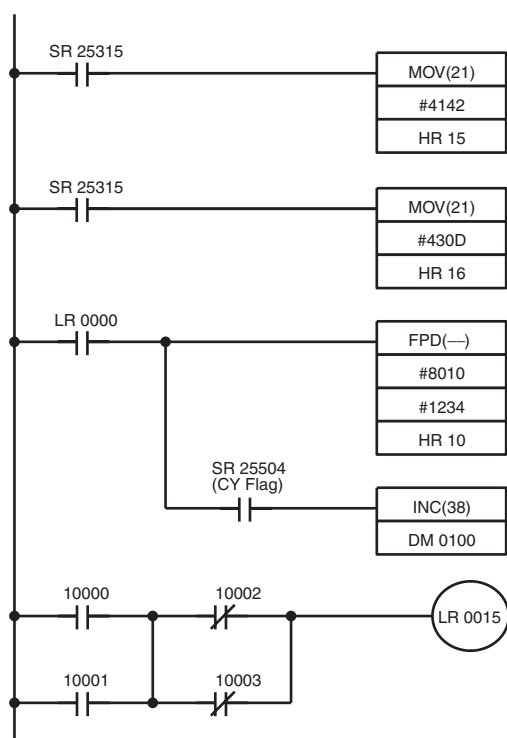 SR 25315
MOV(21)
#4142
HR 15
SR 25315
MOV(21)
#430D
HR 16
LR 0000
FPD(––)
#8010
#1234
HR 10
SR 25504
(CY Flag)
INC(38)
DM 0100
10000
10002
LR 0015
10001
10003